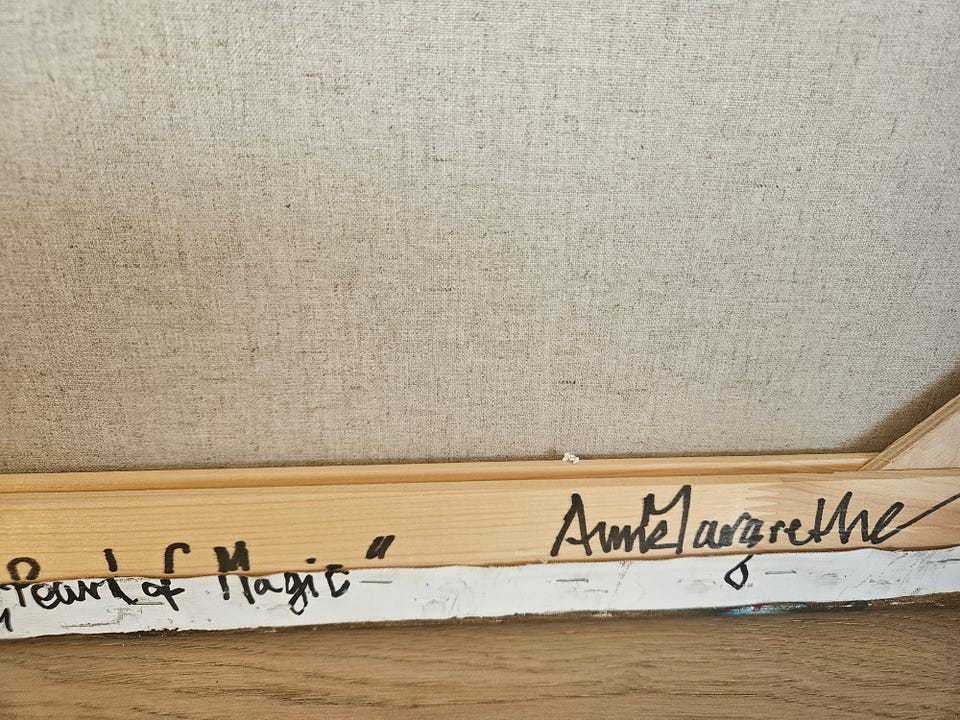 „Pearl of Magic"
AnneMargrethe